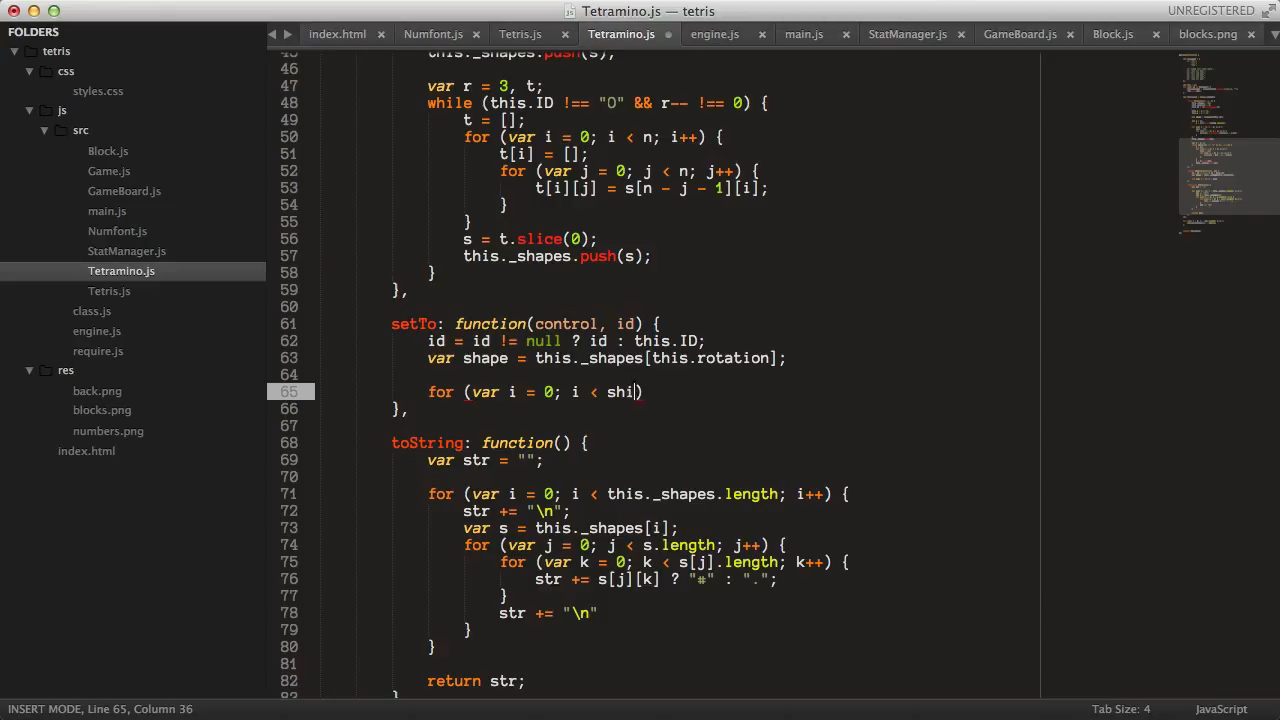 Tetramino.js — tetris
UNREGISTERED
FOLDERS
tetris
css
styles.css
js
src
Block.js
Game.js
GameBoard.js
main.js
Numfont.js
StatManager.js
Tetramino.js
Tetris.js
class.js
engine.js
require.js
res
back.png
blocks.png
numbers.png
index.html
index.html × Numfont.js × Tetris.js × Tetramino.js engine.js × main.js × StatManager.js × GameBoard.js × Block.js × blocks.png ×
45 this._shapes.push(s);
46
47 var r = 3, t;
48 while (this.ID !== "O" && r-- !== 0) {
49 t = [];
50 for (var i = 0; i < n; i++) {
51 t[i] = [];
52 for (var j = 0; j < n; j++) {
53 t[i][j] = s[n - j - 1][i];
54 }
55 }
56 s = t.slice(0);
57 this._shapes.push(s);
58 }
59 },
60
61 setTo: function(control, id) {
62 id = id != null ? id : this.ID;
63 var shape = this._shapes[this.rotation];
64
65 for (var i = 0; i < shi)
66 },
67
68 toString: function() {
69 var str = "";
70
71 for (var i = 0; i < this._shapes.length; i++) {
72 str += "\n";
73 var s = this._shapes[i];
74 for (var j = 0; j < s.length; j++) {
75 for (var k = 0; k < s[j].length; k++) {
76 str += s[j][k] ? "#" : ".";
77 }
78 str += "\n"
79 }
80 }
81
82 return str;
83 }
INSERT MODE, Line 65, Column 36
Tab Size: 4
JavaScript